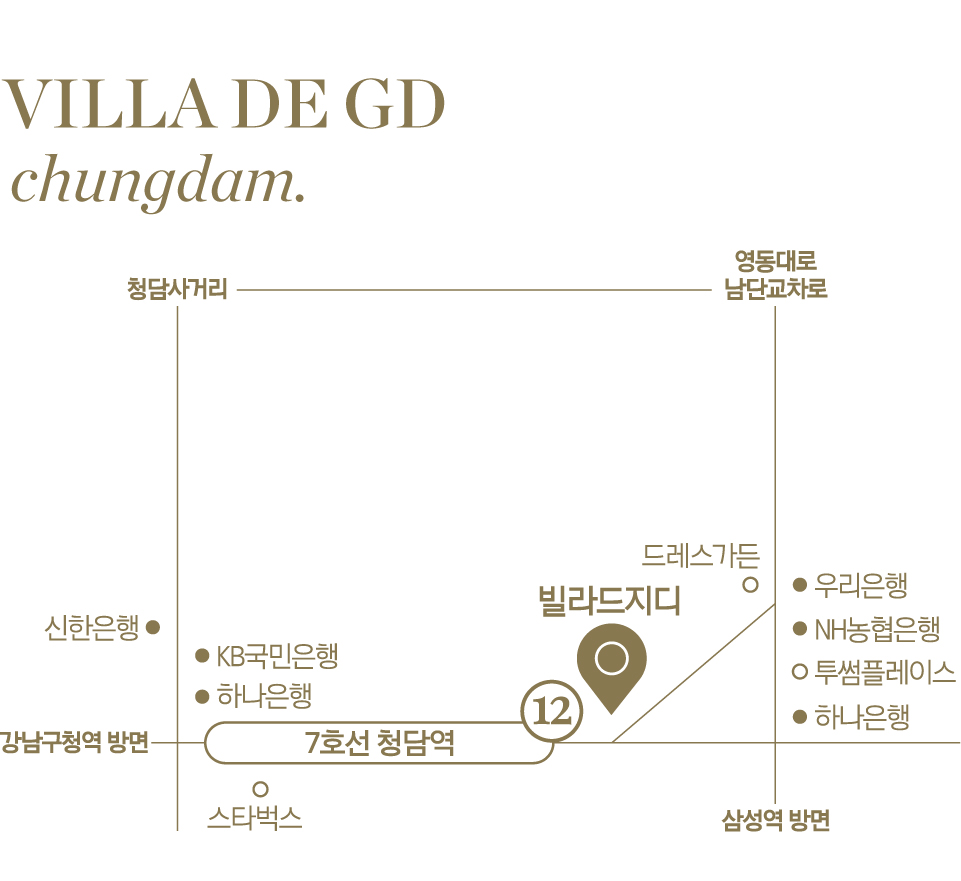 VILLA DE GD
chungdam.
청담사거리
영동대로
남단교차로
드레스가든
빌라드지디
우리은행
신한은행
NH농협은행
KB국민은행
투썸플레이스
하나은행
12
하나은행
강남구청역 방면
7호선 청담역
스타벅스
삼성역 방면